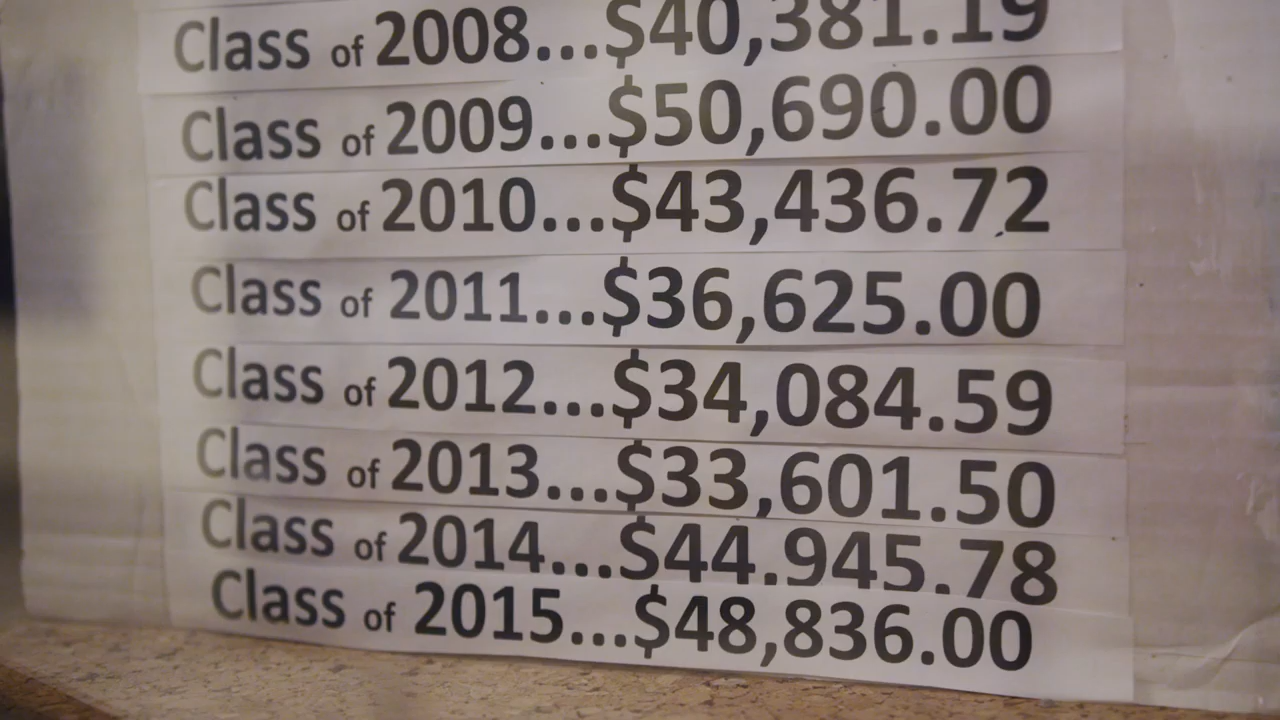 Class of 2008...$40,381.19
Class of 2009...$50,690.00
Class of 2010...$43,436.72
Class of 2011...$36,625.00
Class of 2012...$34,084.59
Class of 2013...$33,601.50
Class of 2014...$44.945.78
Class of 2015...$48,836.00